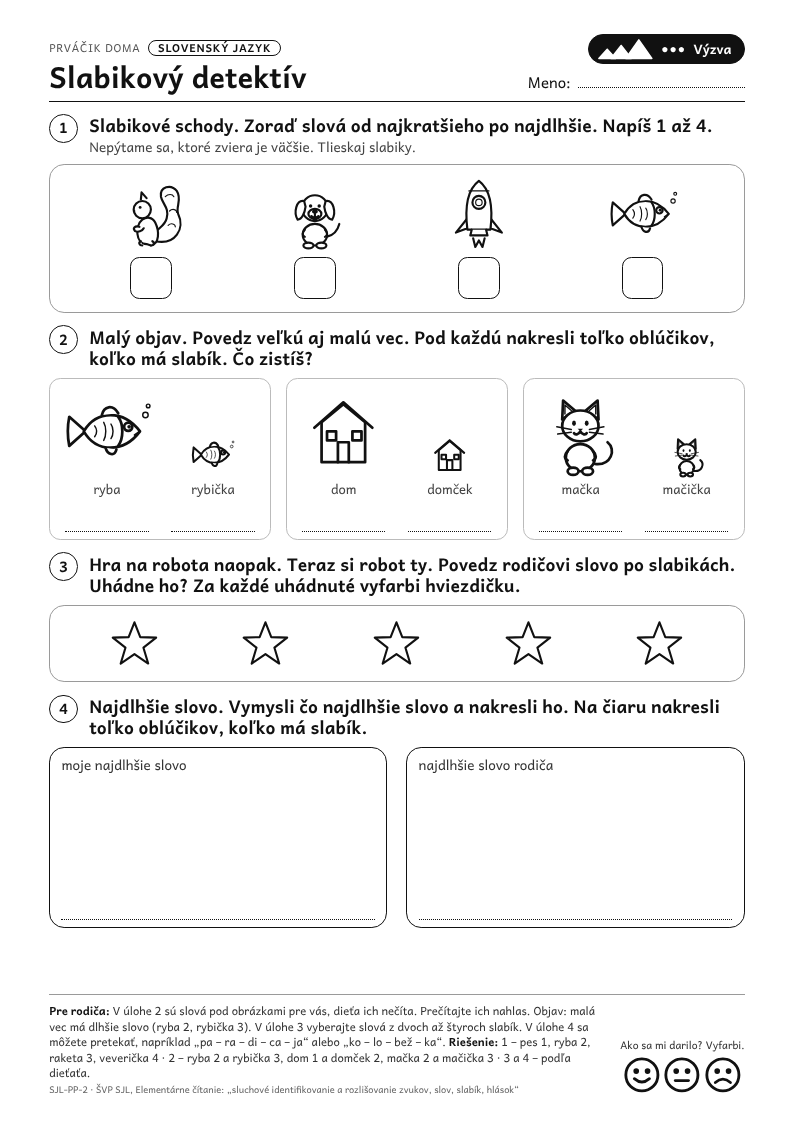 PRVÁČIK DOMA SLOVENSKÝ JAZYK
Výzva
Slabikový detektív
Meno:
1 Slabikové schody. Zoraď slová od najkratšieho po najdlhšie. Napíš 1 až 4.
Nepýtame sa, ktoré zviera je väčšie. Tlieskaj slabiky.
2 Malý objav. Povedz veľkú aj malú vec. Pod každú nakresli toľko oblúčikov,
koľko má slabík. Čo zistíš?
ryba rybička dom domček mačka mačička
3 Hra na robota naopak. Teraz si robot ty. Povedz rodičovi slovo po slabikách.
Uhádne ho? Za každé uhádnuté vyfarbi hviezdičku.
4 Najdlhšie slovo. Vymysli čo najdlhšie slovo a nakresli ho. Na čiaru nakresli
toľko oblúčikov, koľko má slabík.
moje najdlhšie slovo najdlhšie slovo rodiča
Pre rodiča: V úlohe 2 sú slová pod obrázkami pre vás, dieťa ich nečíta. Prečítajte ich nahlas. Objav: malá
vec má dlhšie slovo (ryba 2, rybička 3). V úlohe 3 vyberajte slová z dvoch až štyroch slabík. V úlohe 4 sa
môžete pretekať, napríklad „pa – ra – di – ca – ja“ alebo „ko – lo – bež – ka“. Riešenie: 1 – pes 1, ryba 2,
raketa 3, veverička 4 · 2 – ryba 2 a rybička 3, dom 1 a domček 2, mačka 2 a mačička 3 · 3 a 4 – podľa
dieťaťa.
SJL-PP-2 · ŠVP SJL, Elementárne čítanie: „sluchové identifikovanie a rozlišovanie zvukov, slov, slabík, hlások“
Ako sa mi darilo? Vyfarbi.